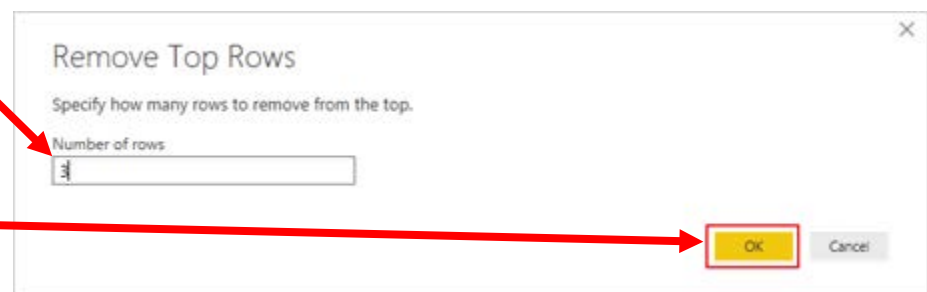 Remove Top Rows
Specify how many rows to remove from the top.
Number of rows
3
OK Cancel